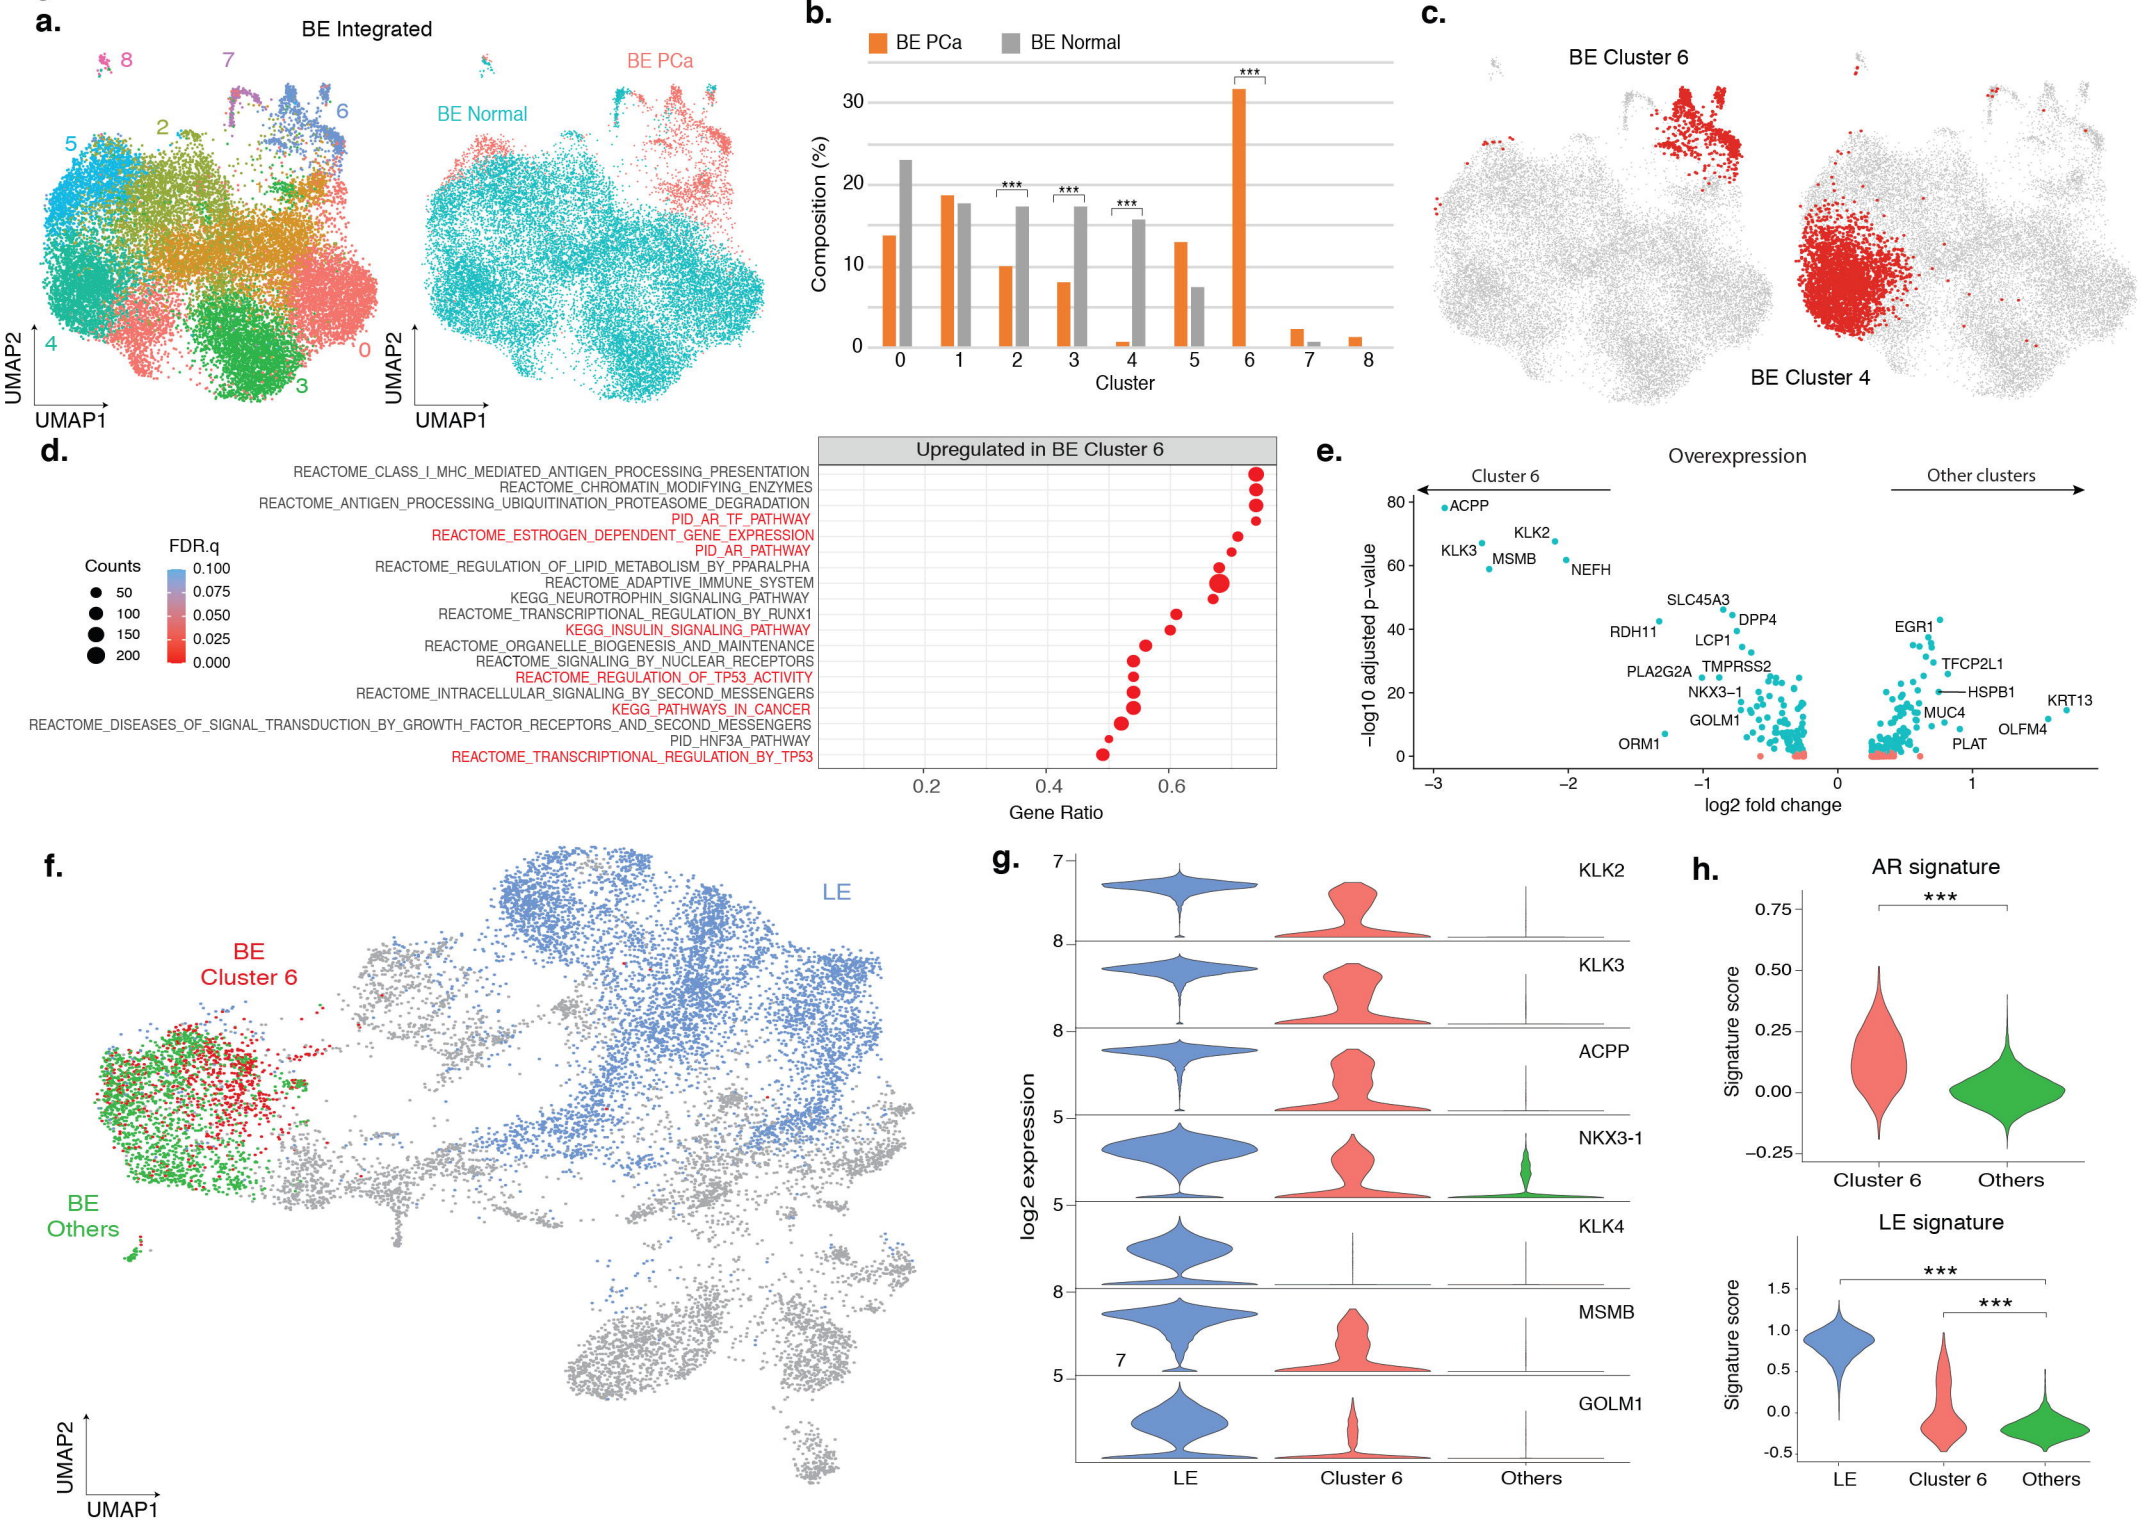 a.
BE Integrated
8
7
6
2
5
4
3
0
BE PCa
BE Normal
UMAP2
UMAP1
UMAP2
UMAP1
b.
BE PCa
BE Normal
Composition (%)
30
20
10
0
***
***
***
***
0 1 2 3 4 5 6 7 8
Cluster
c.
BE Cluster 6
BE Cluster 4
d.
Upregulated in BE Cluster 6
REACTOME_CLASS_I_MHC_MEDIATED_ANTIGEN_PROCESSING_PRESENTATION
REACTOME_CHROMATIN_MODIFYING_ENZYMES
REACTOME_ANTIGEN_PROCESSING_UBIQUITINATION_PROTEASOME_DEGRADATION
PID_AR_TF_PATHWAY
REACTOME_ESTROGEN_DEPENDENT_GENE_EXPRESSION
PID_AR_PATHWAY
REACTOME_REGULATION_OF_LIPID_METABOLISM_BY_PPARALPHA
REACTOME_ADAPTIVE_IMMUNE_SYSTEM
KEGG_NEUROTROPHIN_SIGNALING_PATHWAY
REACTOME_TRANSCRIPTIONAL_REGULATION_BY_RUNX1
KEGG_INSULIN_SIGNALING_PATHWAY
REACTOME_ORGANELLE_BIOGENESIS_AND_MAINTENANCE
REACTOME_SIGNALING_BY_NUCLEAR_RECEPTORS
REACTOME_REGULATION_OF_TP53_ACTIVITY
REACTOME_INTRACELLULAR_SIGNALING_BY_SECOND_MESSENGERS
KEGG_PATHWAYS_IN_CANCER
REACTOME_DISEASES_OF_SIGNAL_TRANSDUCTION_BY_GROWTH_FACTOR_RECEPTORS_AND_SECOND_MESSENGERS
PID_HNF3A_PATHWAY
REACTOME_TRANSCRIPTIONAL_REGULATION_BY_TP53
Counts
50
100
150
200
FDR.q
0.100
0.075
0.050
0.025
0.000
0.2 0.4 0.6
Gene Ratio
e.
Overexpression
Cluster 6
Other clusters
−log10 adjusted p−value
80
60
40
20
0
ACPP
KLK3
KLK2
MSMB
NEFH
SLC45A3
RDH11
DPP4
LCP1
PLA2G2A
TMPRSS2
NKX3−1
GOLM1
ORM1
EGR1
TFCP2L1
HSPB1
KRT13
MUC4
OLFM4
PLAT
−3 −2 −1 0 1
log2 fold change
f.
LE
BE
Cluster 6
BE
Others
UMAP2
UMAP1
g.
log2 expression
7
KLK2
8
KLK3
8
ACPP
5
NKX3-1
5
KLK4
8
MSMB
7
5
GOLM1
LE Cluster 6 Others
h.
AR signature
***
Signature score
0.75
0.50
0.25
0.00
−0.25
Cluster 6 Others
LE signature
***
***
Signature score
1.5
1.0
0.5
0.0
-0.5
LE Cluster 6 Others